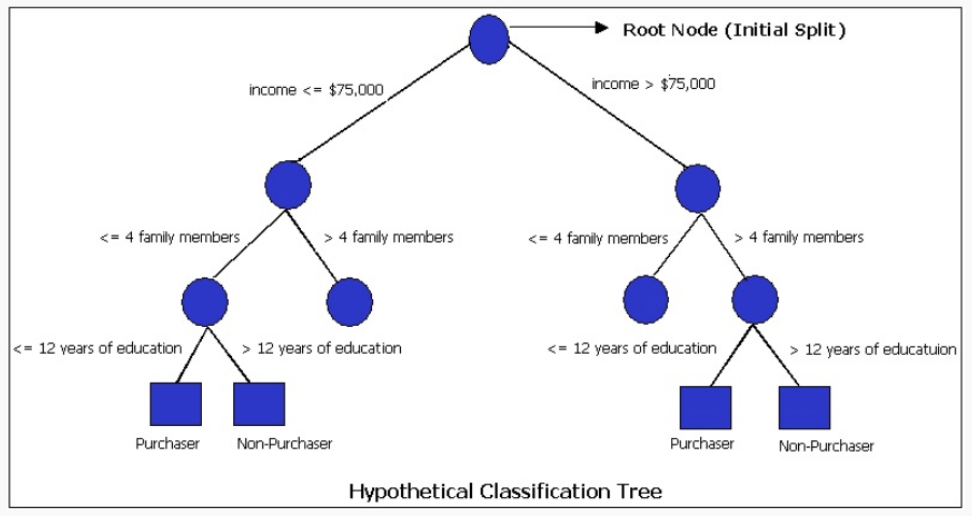 Root Node (Initial Split)
income <= $75,000
income > $75,000
<= 4 family members
> 4 family members
<= 4 family members
> 4 family members
<= 12 years of education
> 12 years of education
<= 12 years of education
> 12 years of educatuion
Purchaser
Non-Purchaser
Purchaser
Non-Purchaser
Hypothetical Classification Tree